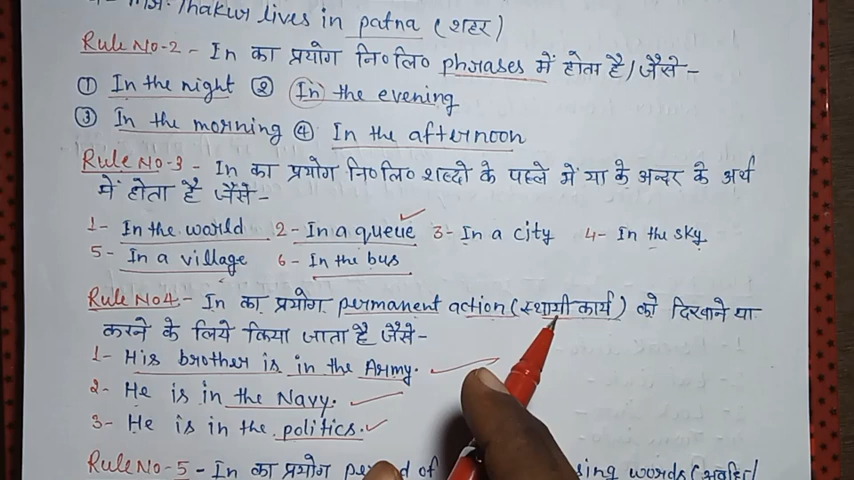 Mr. Thakur lives in patna (शहर)
Rule No-2 - In का प्रयोग नि०लि० phrases में होता है/जैसे-
① In the night ② In the evening
③ In the morning ④ In the afternoon
Rule No-3 - In का प्रयोग नि०लि० शब्दो के पहले में या के अन्दर के अर्थ
में होता है जैसे-
1- In the world 2- In a queue 3- In a city 4- In the sky
5- In a village 6- In the bus
Rule No4- In का प्रयोग permanent action (स्थायी कार्य) को दिखाने या
करने के लिये किया जाता है जैसे-
1- His brother is in the Army.
2- He is in the Navy.
3- He is in the politics.
Rule No-5 - In का प्रयोग of words